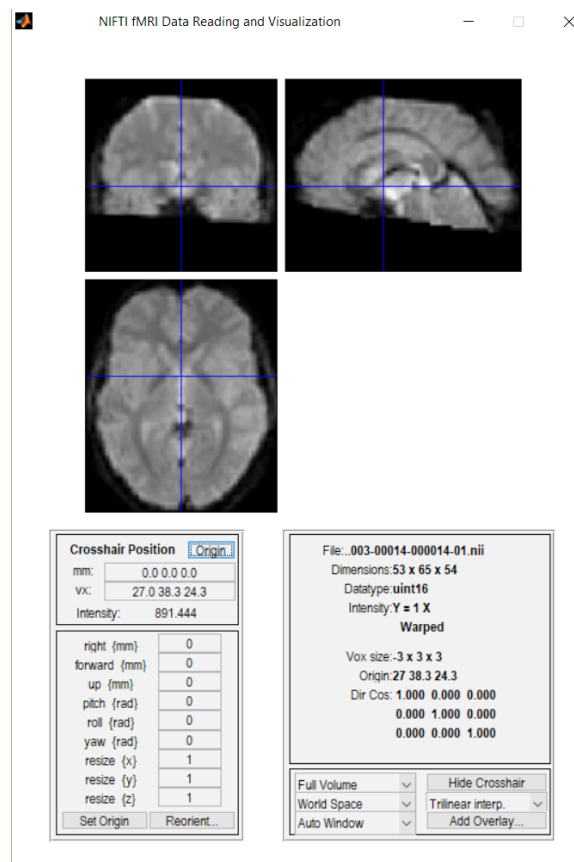 NIFTI fMRI Data Reading and Visualization
Crosshair Position Origin
mm: 0.0 0.0 0.0
vx: 27.0 38.3 24.3
Intensity: 891.444
right {mm} 0
forward {mm} 0
up {mm} 0
pitch {rad} 0
roll {rad} 0
yaw {rad} 0
resize {x} 1
resize {y} 1
resize {z} 1
Set Origin Reorient...
File:..003-00014-000014-01.nii
Dimensions:53 x 65 x 54
Datatype:uint16
Intensity:Y = 1 X
Warped
Vox size:-3 x 3 x 3
Origin:27 38.3 24.3
Dir Cos: 1.000 0.000 0.000
0.000 1.000 0.000
0.000 0.000 1.000
Full Volume Hide Crosshair
World Space Trilinear interp.
Auto Window Add Overlay...